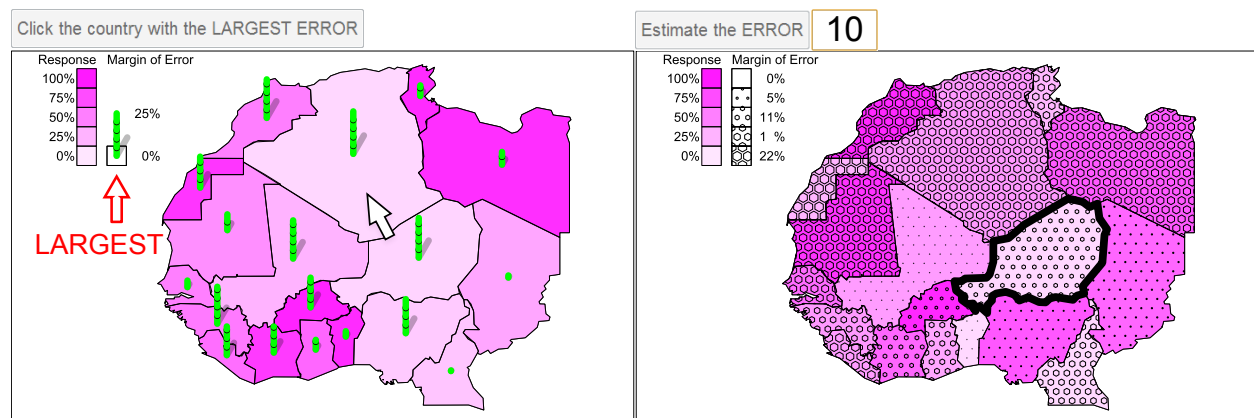 Click the country with the LARGEST ERROR
Response Margin of Error
100%
75%
50%
25%
0%
25%
0%
LARGEST
Estimate the ERROR 10
Response Margin of Error
100% 0%
75% 5%
50% 11%
25% 1 %
0% 22%